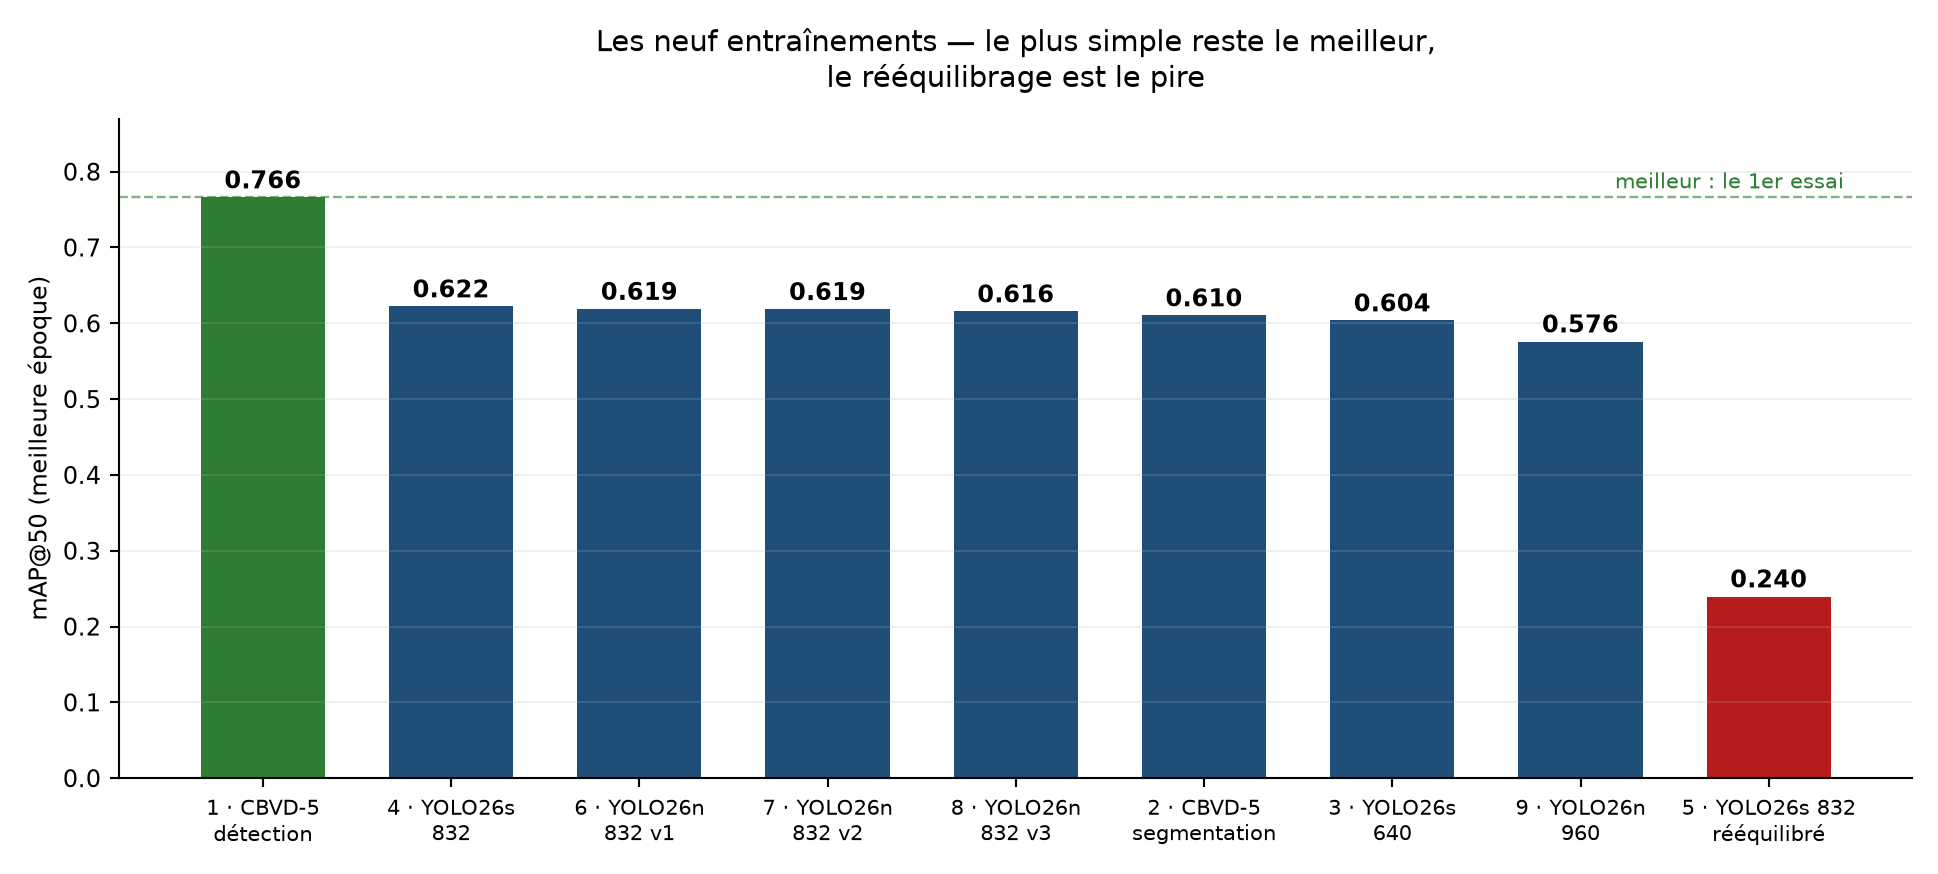 Les neuf entraînements — le plus simple reste le meilleur,
le rééquilibrage est le pire
mAP@50 (meilleure époque)
0.8
0.7
0.6
0.5
0.4
0.3
0.2
0.1
0.0
meilleur : le 1er essai
0.766
0.622
0.619
0.619
0.616
0.610
0.604
0.576
0.240
1 · CBVD-5
détection
4 · YOLO26s
832
6 · YOLO26n
832 v1
7 · YOLO26n
832 v2
8 · YOLO26n
832 v3
2 · CBVD-5
segmentation
3 · YOLO26s
640
9 · YOLO26n
960
5 · YOLO26s 832
rééquilibré